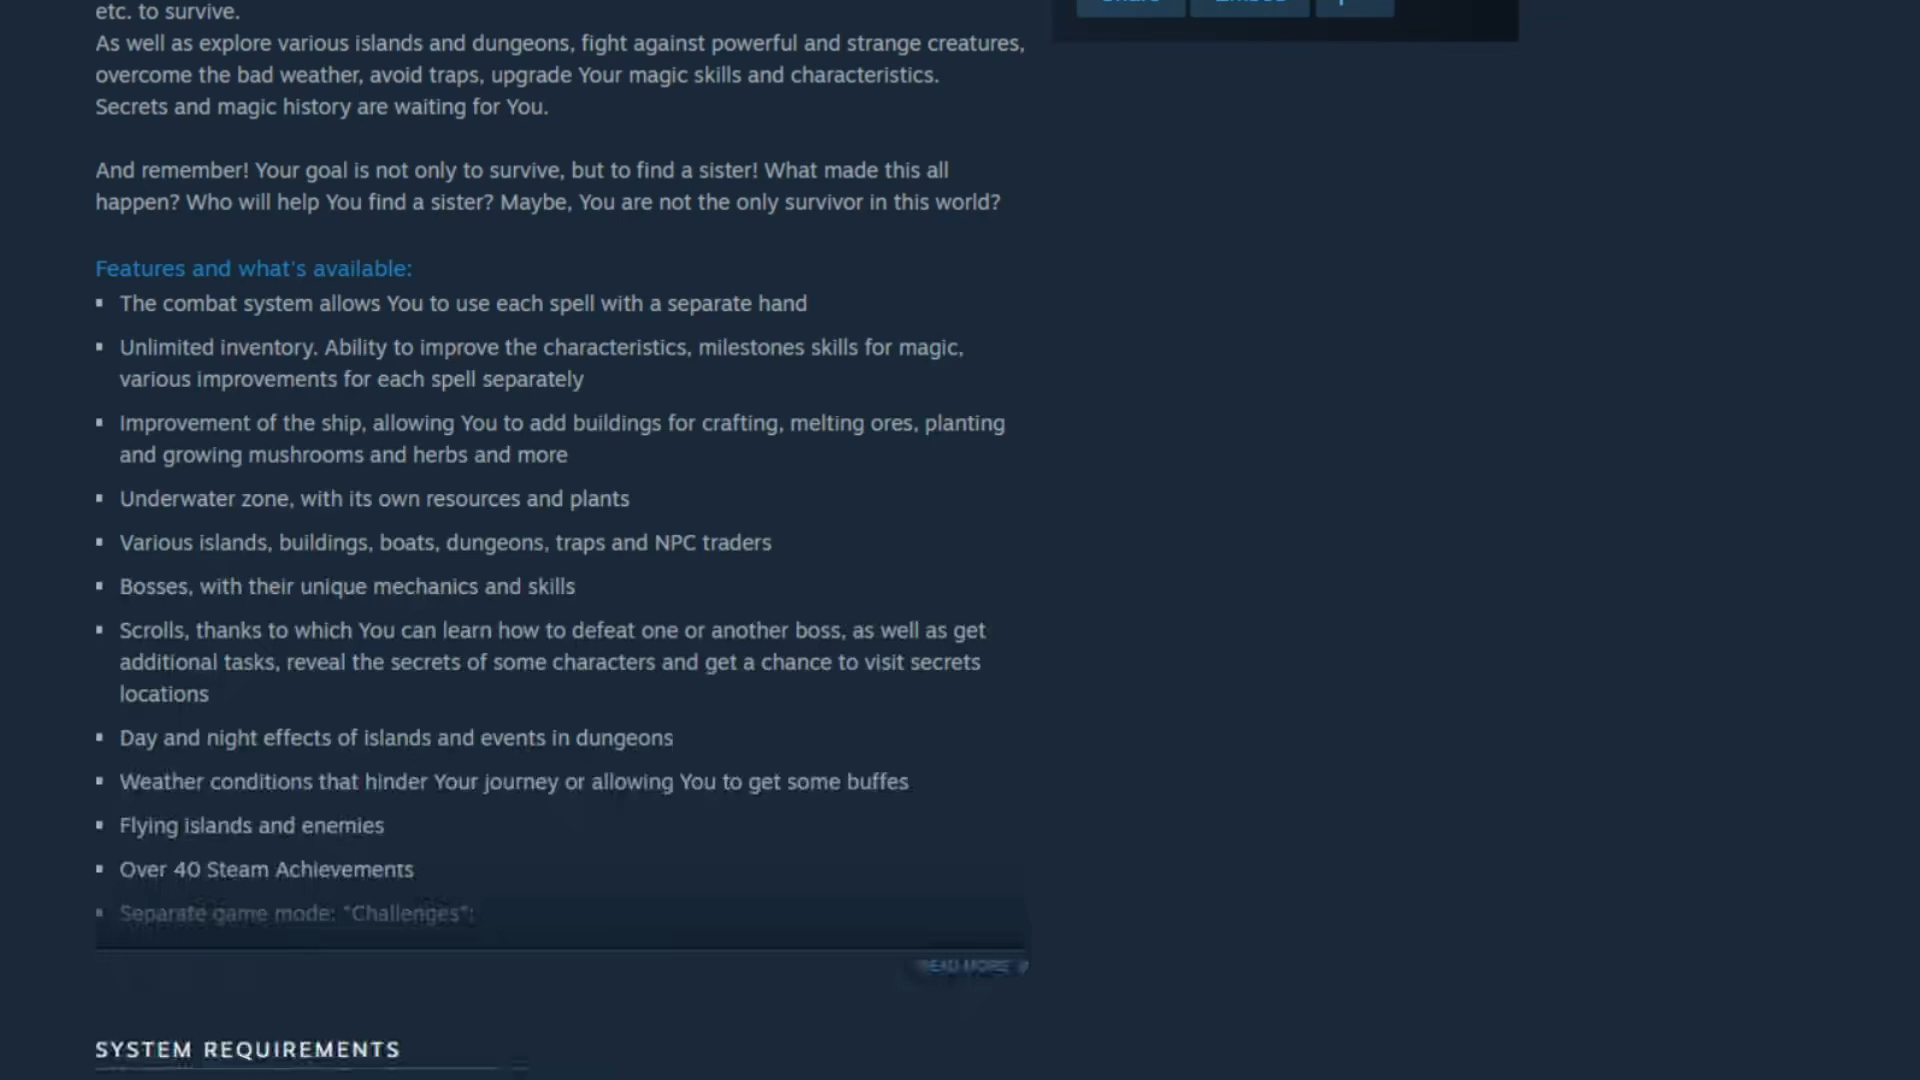 etc. to survive.
As well as explore various islands and dungeons, fight against powerful and strange creatures,
overcome the bad weather, avoid traps, upgrade Your magic skills and characteristics.
Secrets and magic history are waiting for You.
And remember! Your goal is not only to survive, but to find a sister! What made this all
happen? Who will help You find a sister? Maybe, You are not the only survivor in this world?
Features and what's available:
▪ The combat system allows You to use each spell with a separate hand
▪ Unlimited inventory. Ability to improve the characteristics, milestones skills for magic,
various improvements for each spell separately
▪ Improvement of the ship, allowing You to add buildings for crafting, melting ores, planting
and growing mushrooms and herbs and more
▪ Underwater zone, with its own resources and plants
▪ Various islands, buildings, boats, dungeons, traps and NPC traders
▪ Bosses, with their unique mechanics and skills
▪ Scrolls, thanks to which You can learn how to defeat one or another boss, as well as get
additional tasks, reveal the secrets of some characters and get a chance to visit secrets
locations
▪ Day and night effects of islands and events in dungeons
▪ Weather conditions that hinder Your journey or allowing You to get some buffes
▪ Flying islands and enemies
▪ Over 40 Steam Achievements
▪ Separate game mode: "Challenges":
READ MORE
SYSTEM REQUIREMENTS